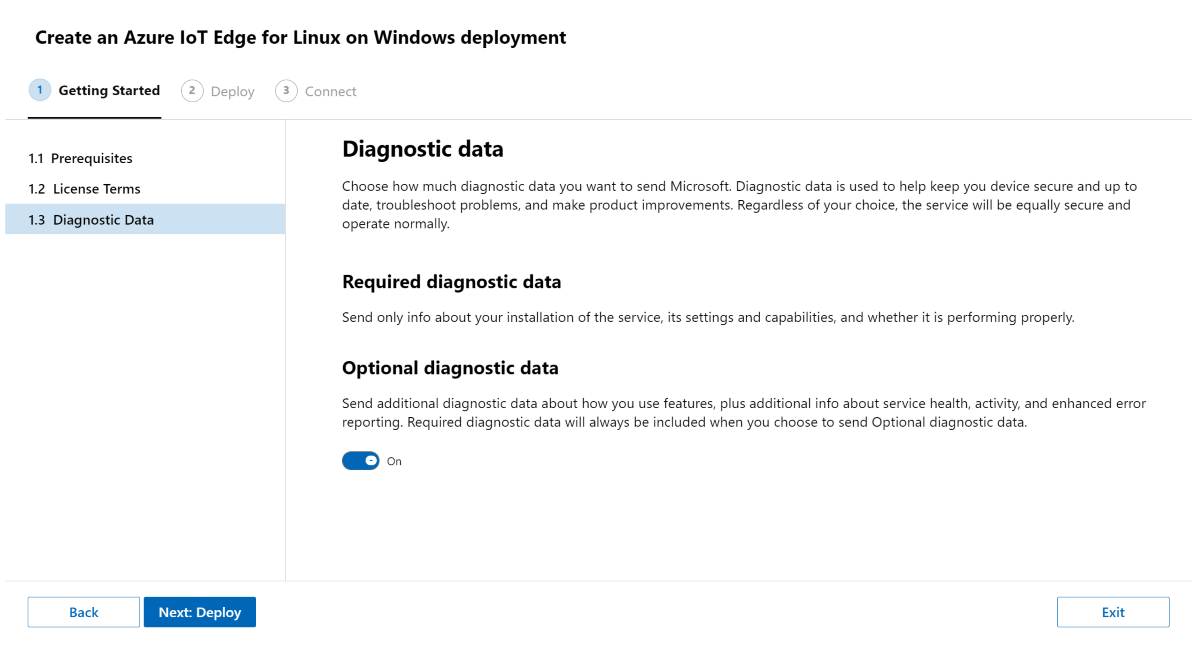 Create an Azure IoT Edge for Linux on Windows deployment
1 Getting Started 2 Deploy 3 Connect
1.1 Prerequisites
1.2 License Terms
1.3 Diagnostic Data
Diagnostic data
Choose how much diagnostic data you want to send Microsoft. Diagnostic data is used to help keep you device secure and up to
date, troubleshoot problems, and make product improvements. Regardless of your choice, the service will be equally secure and
operate normally.
Required diagnostic data
Send only info about your installation of the service, its settings and capabilities, and whether it is performing properly.
Optional diagnostic data
Send additional diagnostic data about how you use features, plus additional info about service health, activity, and enhanced error
reporting. Required diagnostic data will always be included when you choose to send Optional diagnostic data.
On
Back Next: Deploy Exit